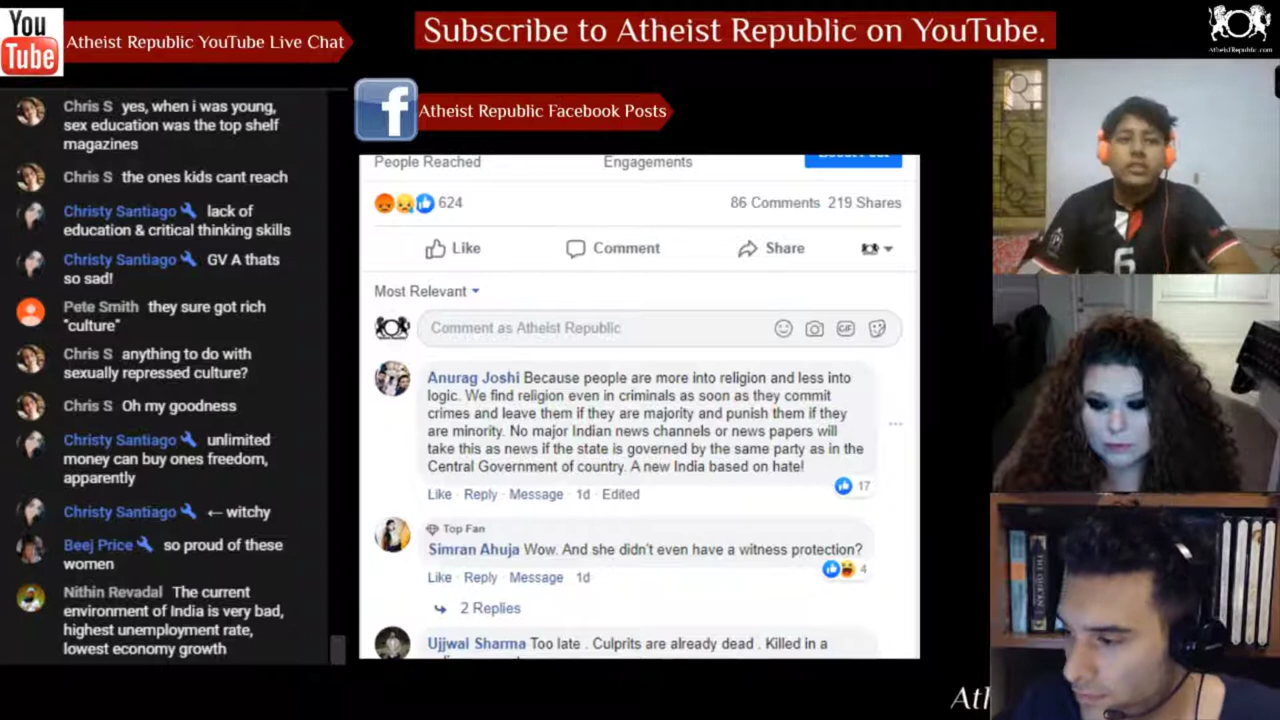 You
Tube
Atheist Republic YouTube Live Chat
Subscribe to Atheist Republic on YouTube.
AtheistRepublic.com
Atheist Republic Facebook Posts
Chris S yes, when i was young,
sex education was the top shelf
magazines
Chris S the ones kids cant reach
Christy Santiago lack of
education & critical thinking skills
Christy Santiago GV A thats
so sad!
Pete Smith they sure got rich
"culture"
Chris S anything to do with
sexually repressed culture?
Chris S Oh my goodness
Christy Santiago unlimited
money can buy ones freedom,
apparently
Christy Santiago ←witchy
Beej Price so proud of these
women
Nithin Revadal The current
environment of India is very bad,
highest unemployment rate,
lowest economy growth
People Reached
Engagements
Boost Post
624
86 Comments 219 Shares
Like
Comment
Share
Most Relevant
Comment as Atheist Republic
GIF
Anurag Joshi Because people are more into religion and less into
logic. We find religion even in criminals as soon as they commit
crimes and leave them if they are majority and punish them if they
are minority. No major Indian news channels or news papers will
take this as news if the state is governed by the same party as in the
Central Government of country. A new India based on hate!
17
Like · Reply · Message · 1d · Edited
Top Fan
Simran Ahuja Wow. And she didn't even have a witness protection?
4
Like · Reply · Message · 1d
2 Replies
Ujjwal Sharma Too late . Culprits are already dead . Killed in a
6
Ath